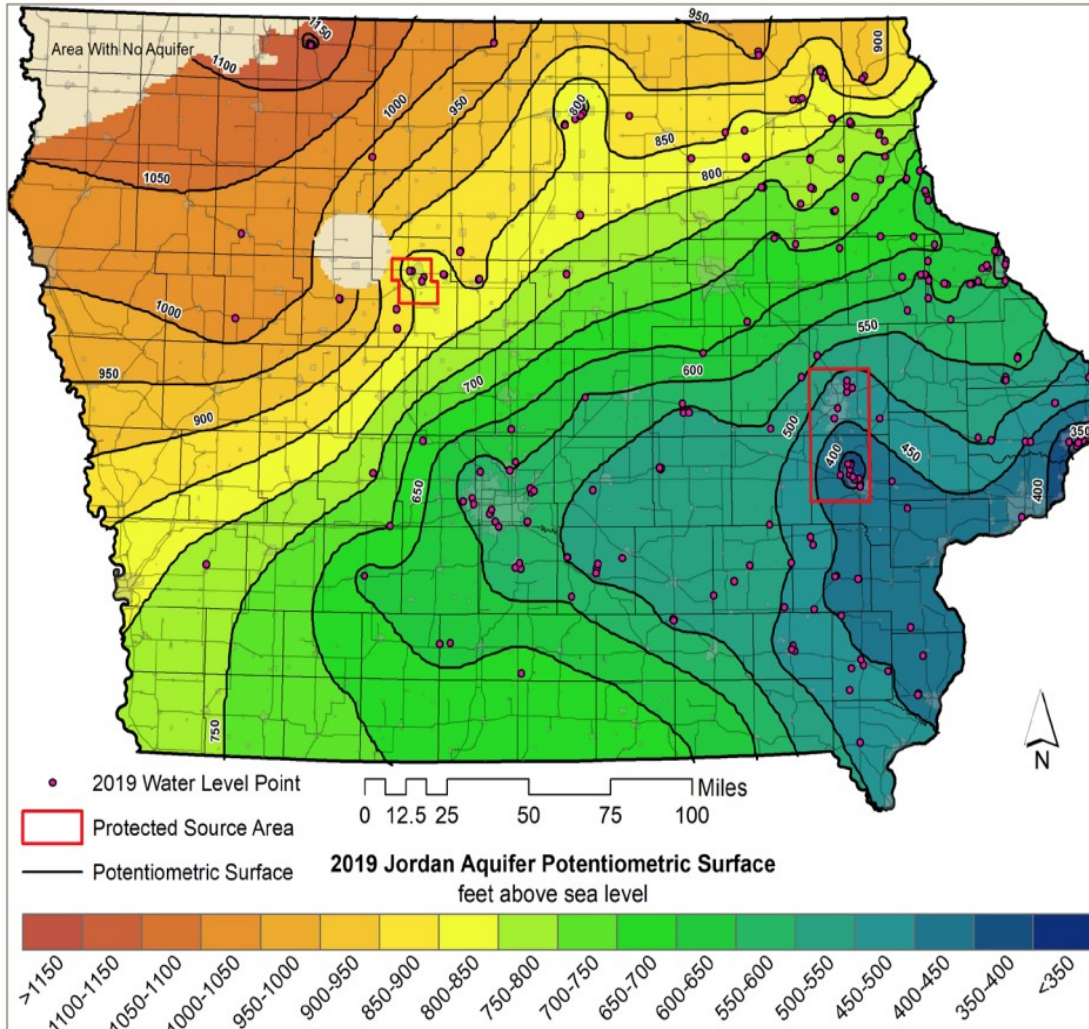 950
1150
Area With No Aquifer
900
1100
1000
950
800
850
800
1050
1000
550
950
600
700
900
500
450
350
400
400
650
750
N
2019 Water Level Point
Miles
0 12.5 25 50 75 100
Protected Source Area
Potentiometric Surface
2019 Jordan Aquifer Potentiometric Surface
feet above sea level
>1150 1100-1150 1050-1100 1000-1050 950-1000 900-950 850-900 800-850 750-800 700-750 650-700 600-650 550-600 500-550 450-500 400-450 350-400 <350